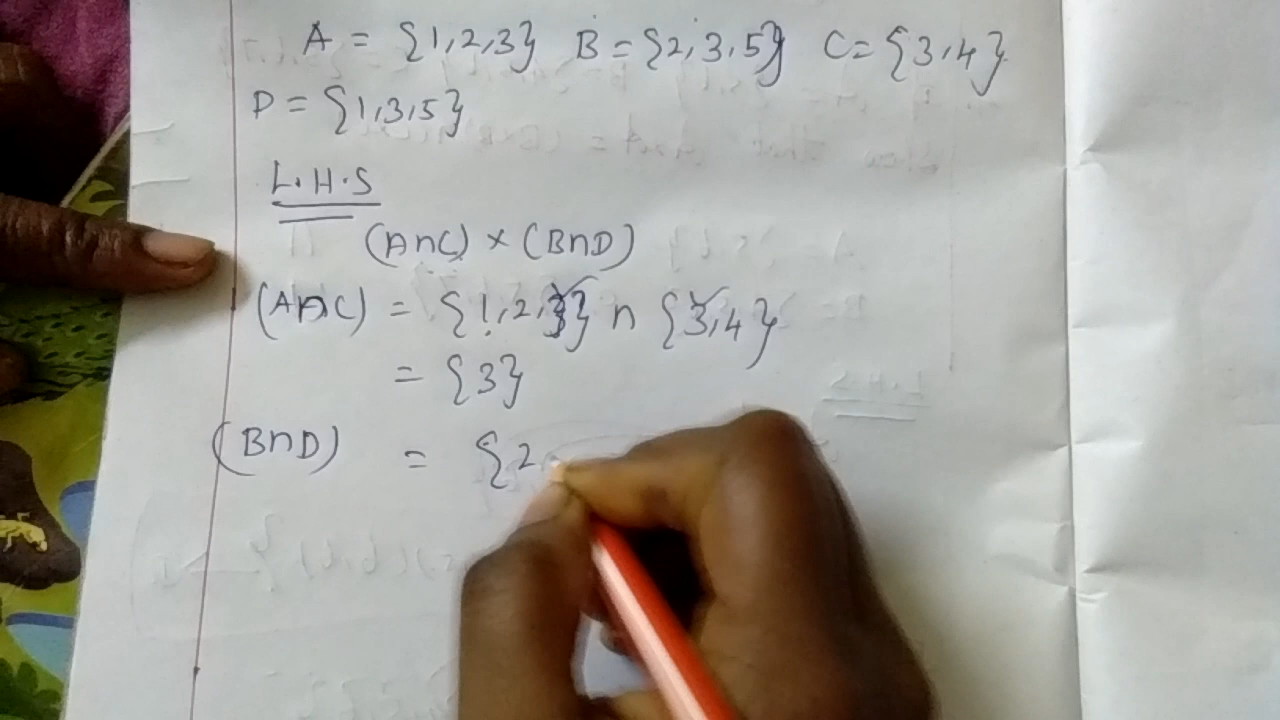 A = {1,2,3} B = {2,3,5} C = {3,4}
D = {1,3,5}
L.H.S
(A∩C) × (B∩D)
(A∩C) = {1,2,3} ∩ {3,4}
= {3}
(B∩D) = {2